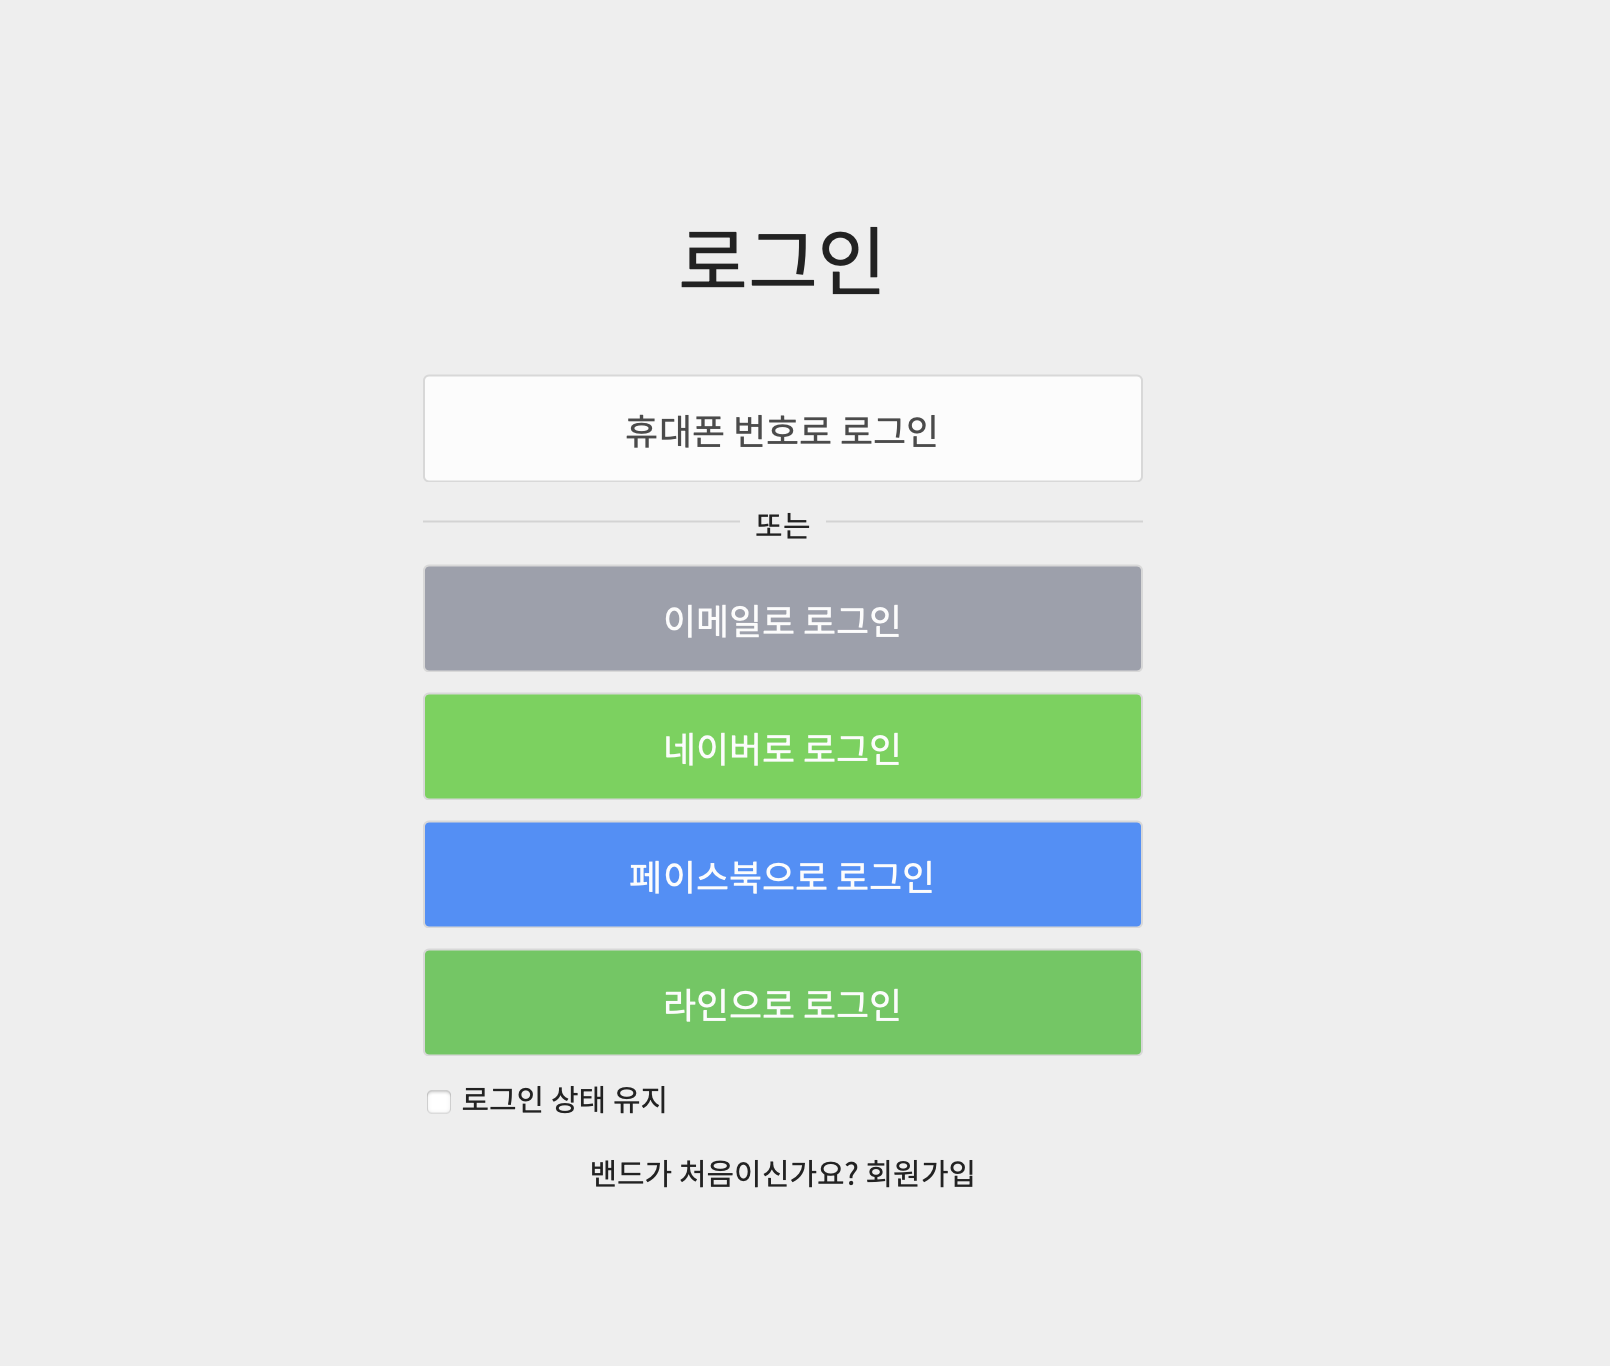 로그인
휴대폰 번호로 로그인
또는
이메일로 로그인
네이버로 로그인
페이스북으로 로그인
라인으로 로그인
로그인 상태 유지
밴드가 처음이신가요? 회원가입